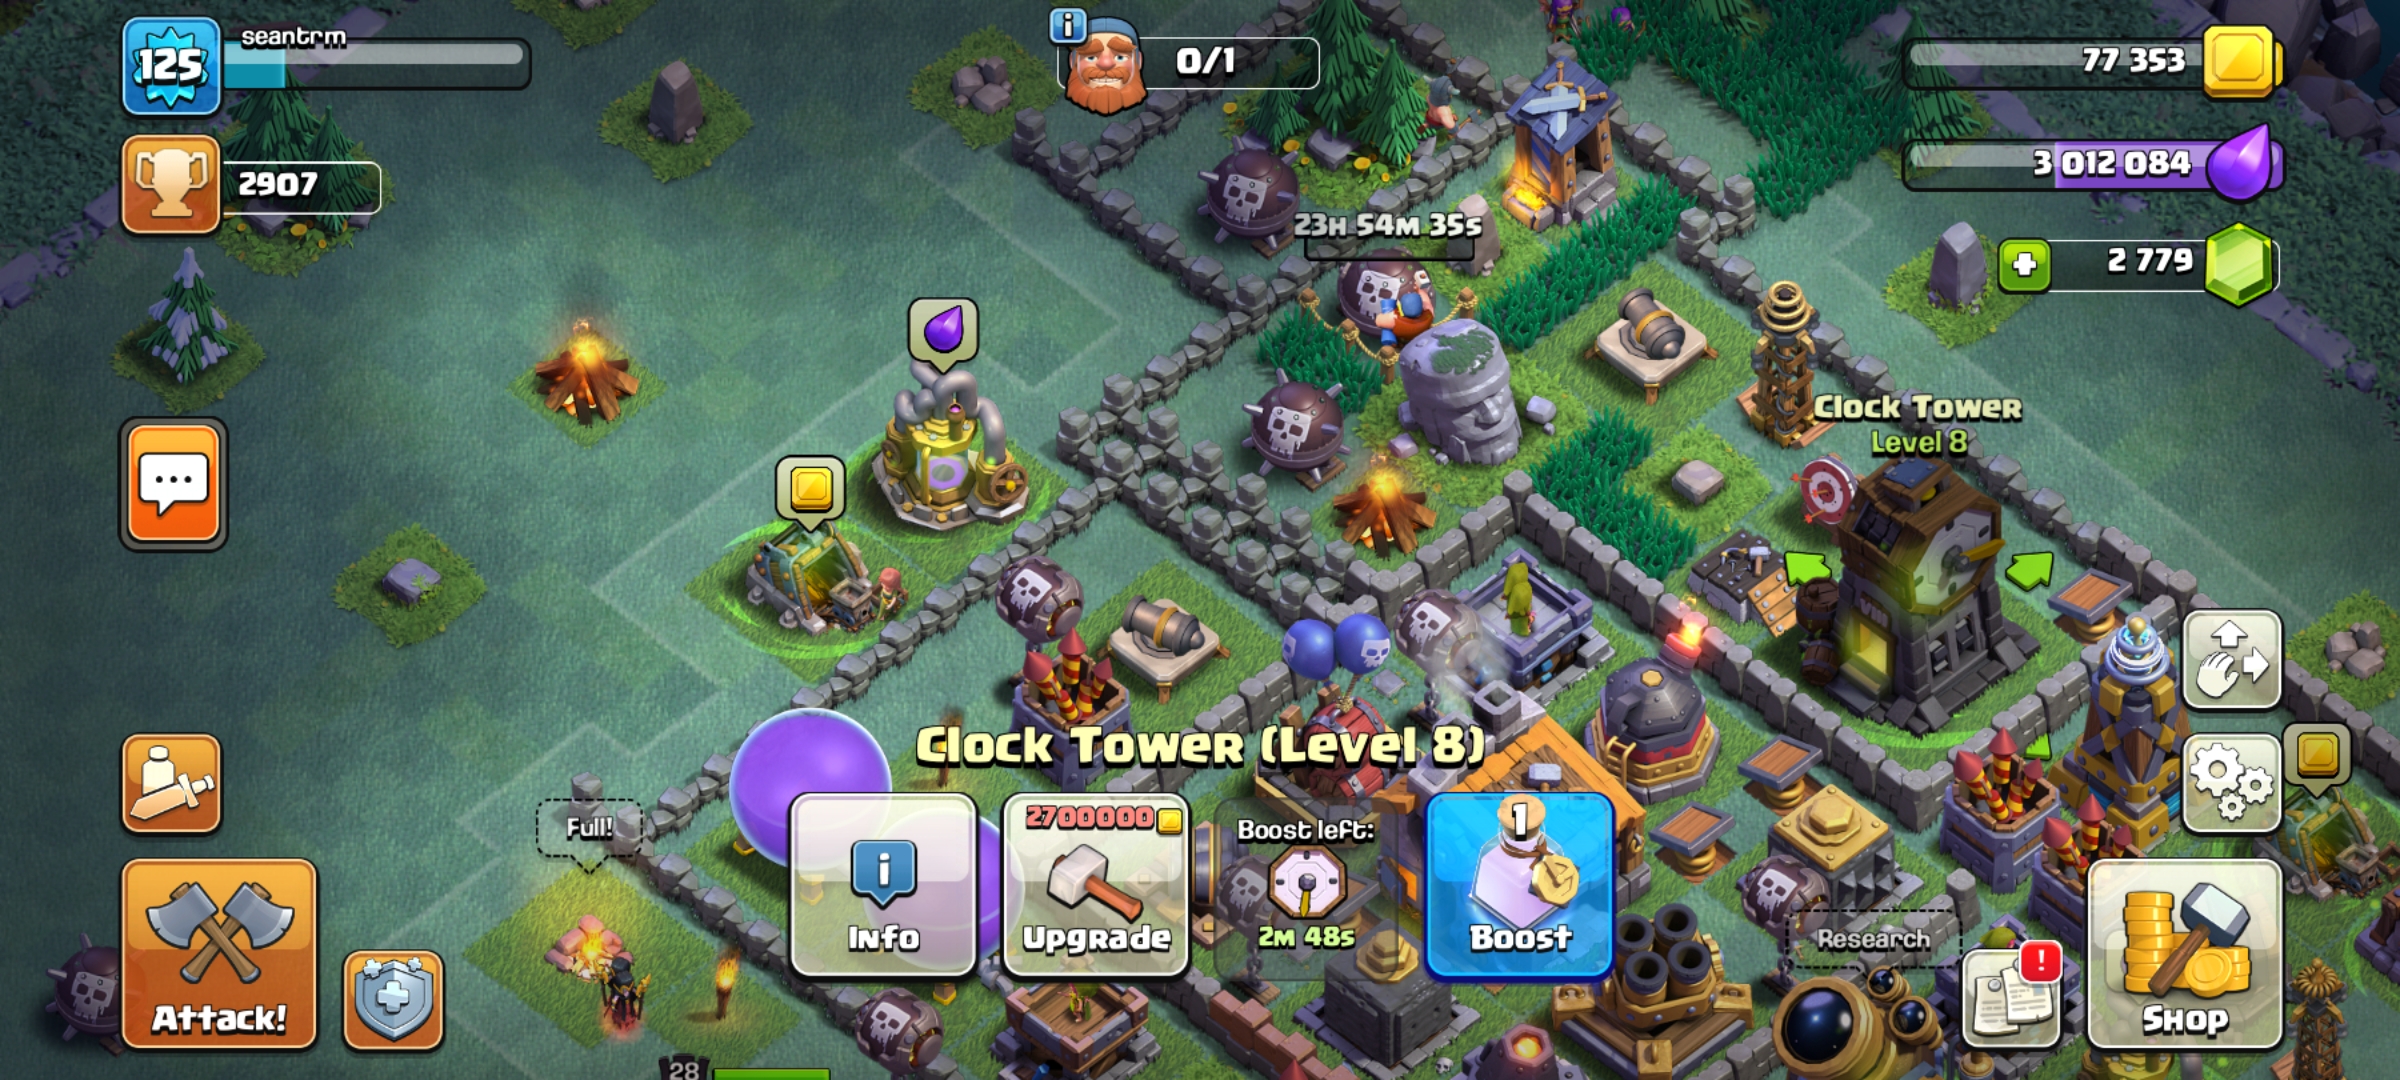 125
seantrm
0/1
77 353
2907
3 012 084
23H 54M 35s
2 779
Clock Tower
Level 8
VIII
Clock Tower (Level 8)
Full!
Info
2700000
Upgrade
Boost left:
2M 48s
1
Boost
Research
!
Attack!
Shop
28